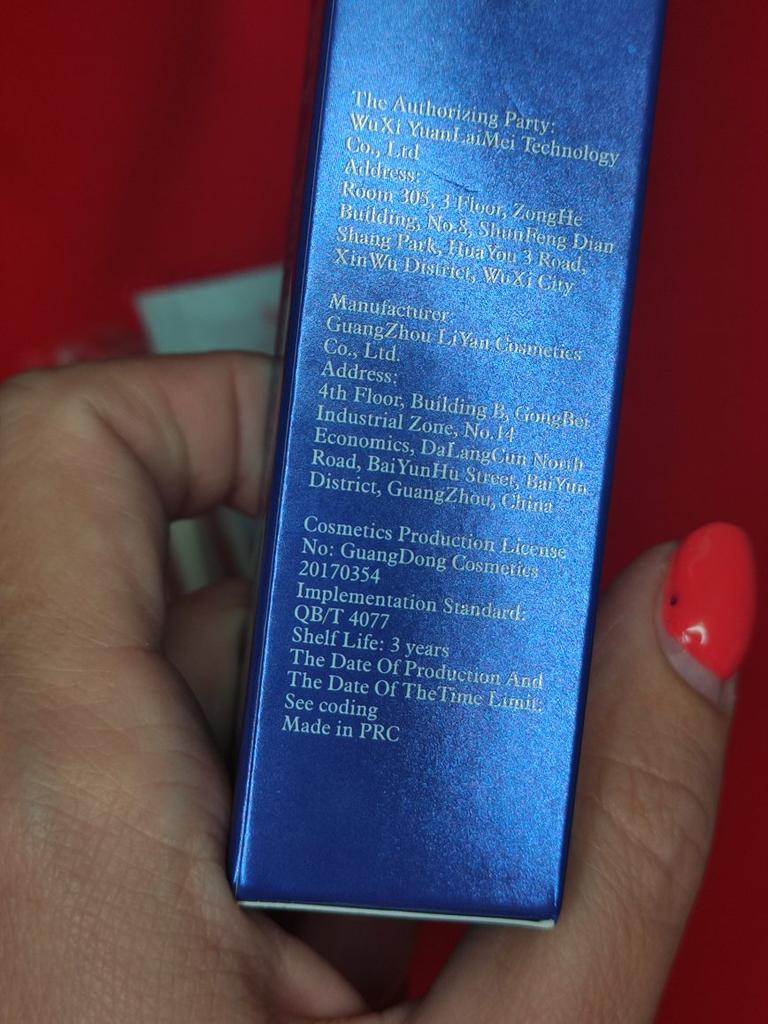 The Authorizing Party:
WuXi YuanLaiMei Technology
Co., Ltd
Address:
Room 305, 3 Floor, ZongHe
Building, No.8, ShunFeng Dian
Shang Park, HuaYou 3 Road,
XinWu District, WuXi City
Manufacturer:
GuangZhou LiYan Cosmetics
Co., Ltd.
Address:
4th Floor, Building B, GongBei
Industrial Zone, No.14
Economics, DaLangCun North
Road, BaiYunHu Street, BaiYun
District, GuangZhou, China
Cosmetics Production License
No: GuangDong Cosmetics
20170354
Implementation Standard:
QB/T 4077
Shelf Life: 3 years
The Date Of Production And
The Date Of TheTime Limit:
See coding
Made in PRC